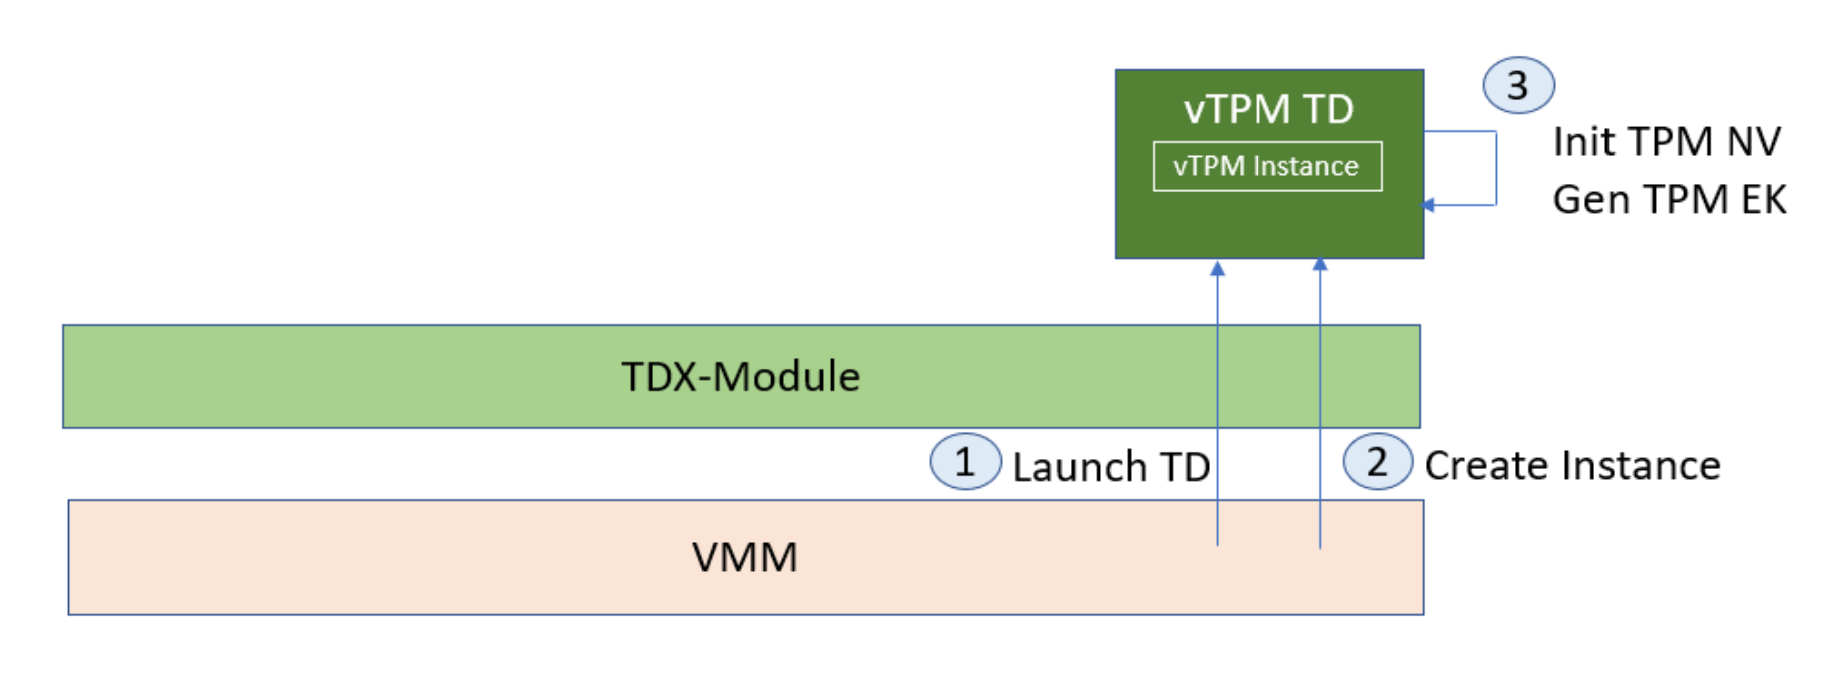 vTPM TD
vTPM Instance
3
Init TPM NV
Gen TPM EK
TDX-Module
1 Launch TD
2 Create Instance
VMM